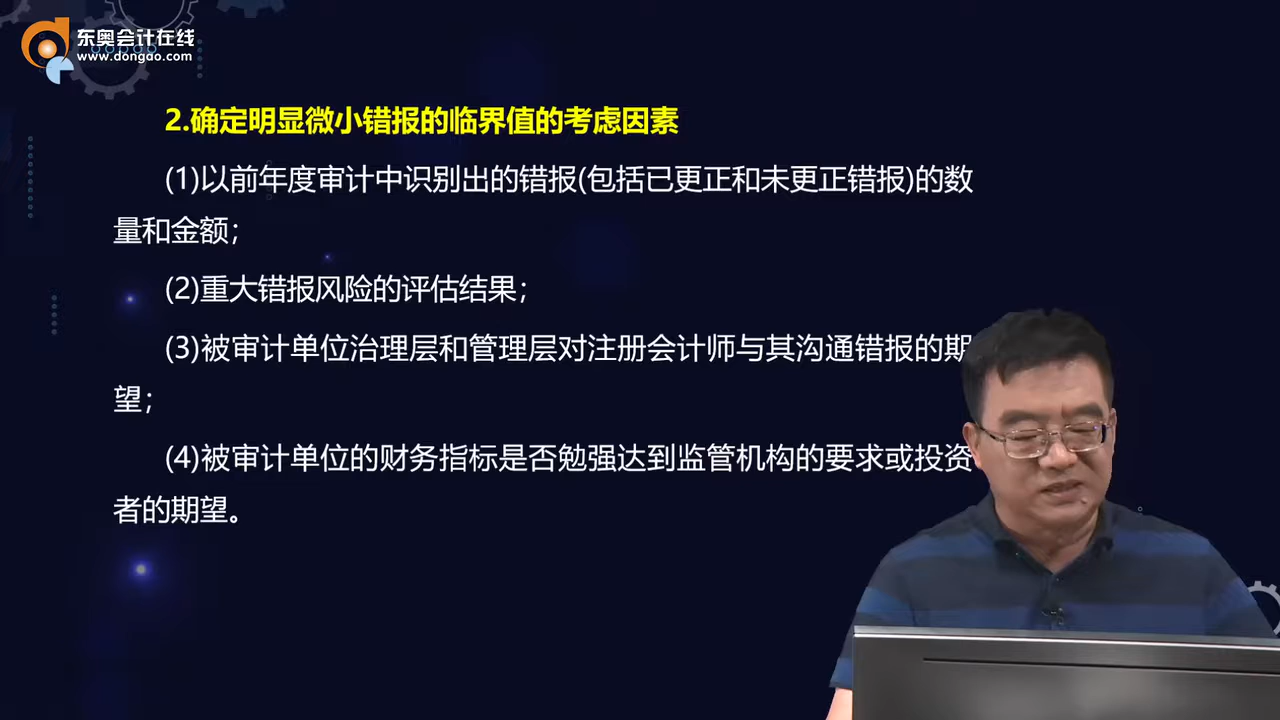 东奥会计在线
www.dongao.com
2.确定明显微小错报的临界值的考虑因素
(1)以前年度审计中识别出的错报(包括已更正和未更正错报)的数
量和金额；
(2)重大错报风险的评估结果；
(3)被审计单位治理层和管理层对注册会计师与其沟通错报的期
望；
(4)被审计单位的财务指标是否勉强达到监管机构的要求或投资
者的期望。